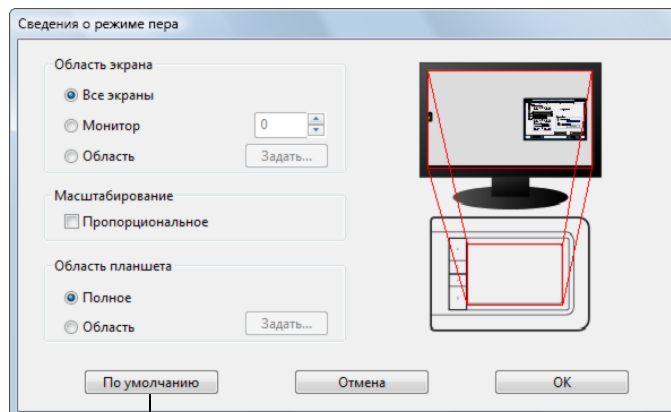 Сведения о режиме пера
Область экрана
Все экраны
Монитор 0
Область Задать...
Масштабирование
Пропорциональное
Область планшета
Полное
Область Задать...
По умолчанию Отмена ОК